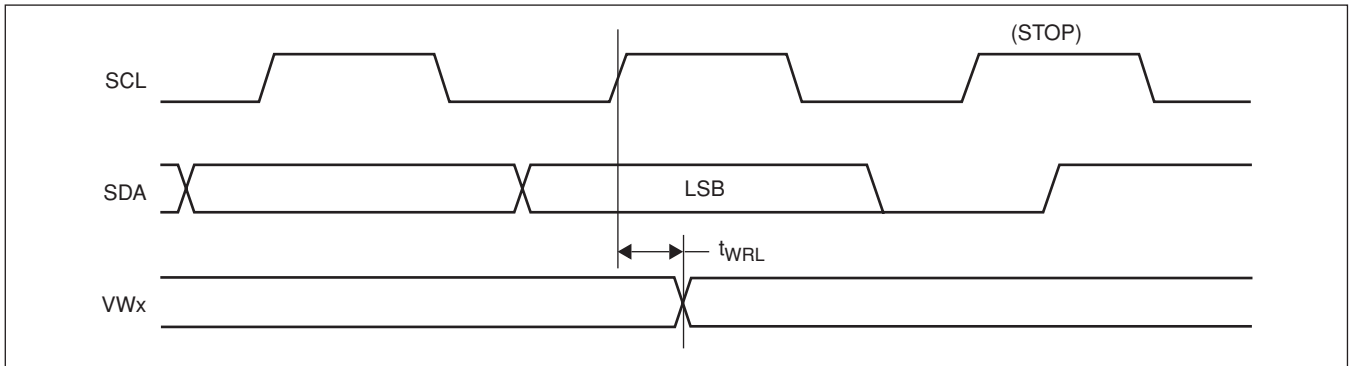 (STOP)
SCL
SDA
LSB
tWRL
VWx